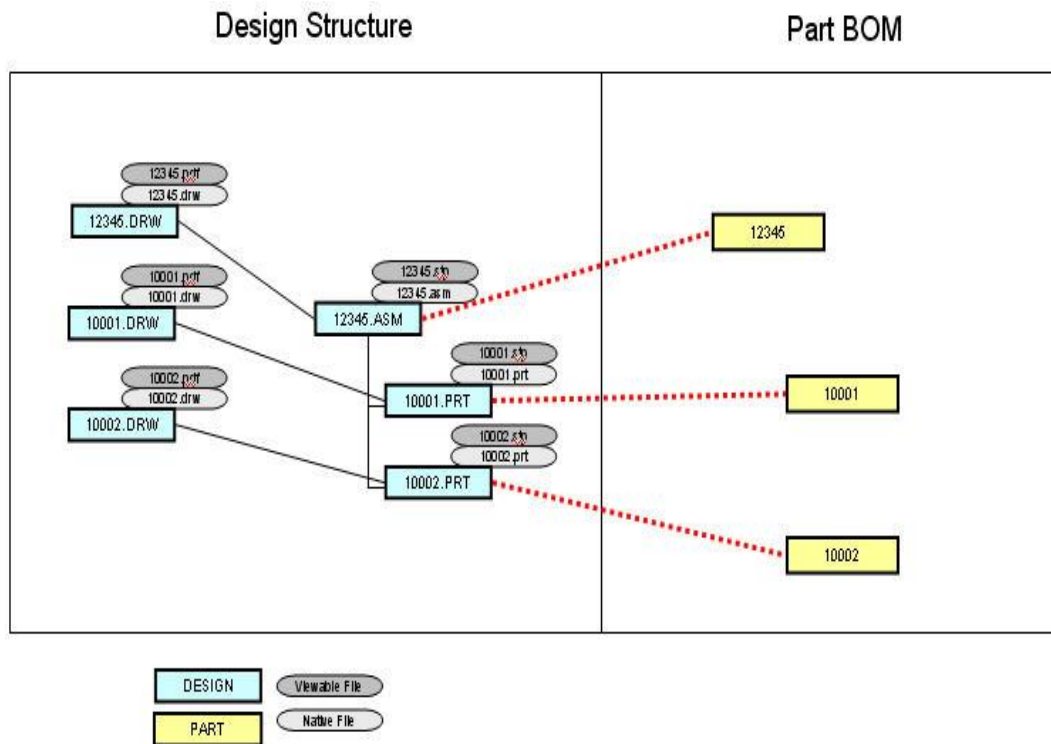 Design Structure
Part BOM
12345.pdf
12345.drw
12345.DRW
12345
10001.pdf
10001.drw
10001.DRW
12345.stp
12345.asm
12345.ASM
10001.stp
10001.prt
10001.PRT
10001
10002.pdf
10002.drw
10002.DRW
10002.stp
10002.prt
10002.PRT
10002
DESIGN
Viewable File
PART
Native File